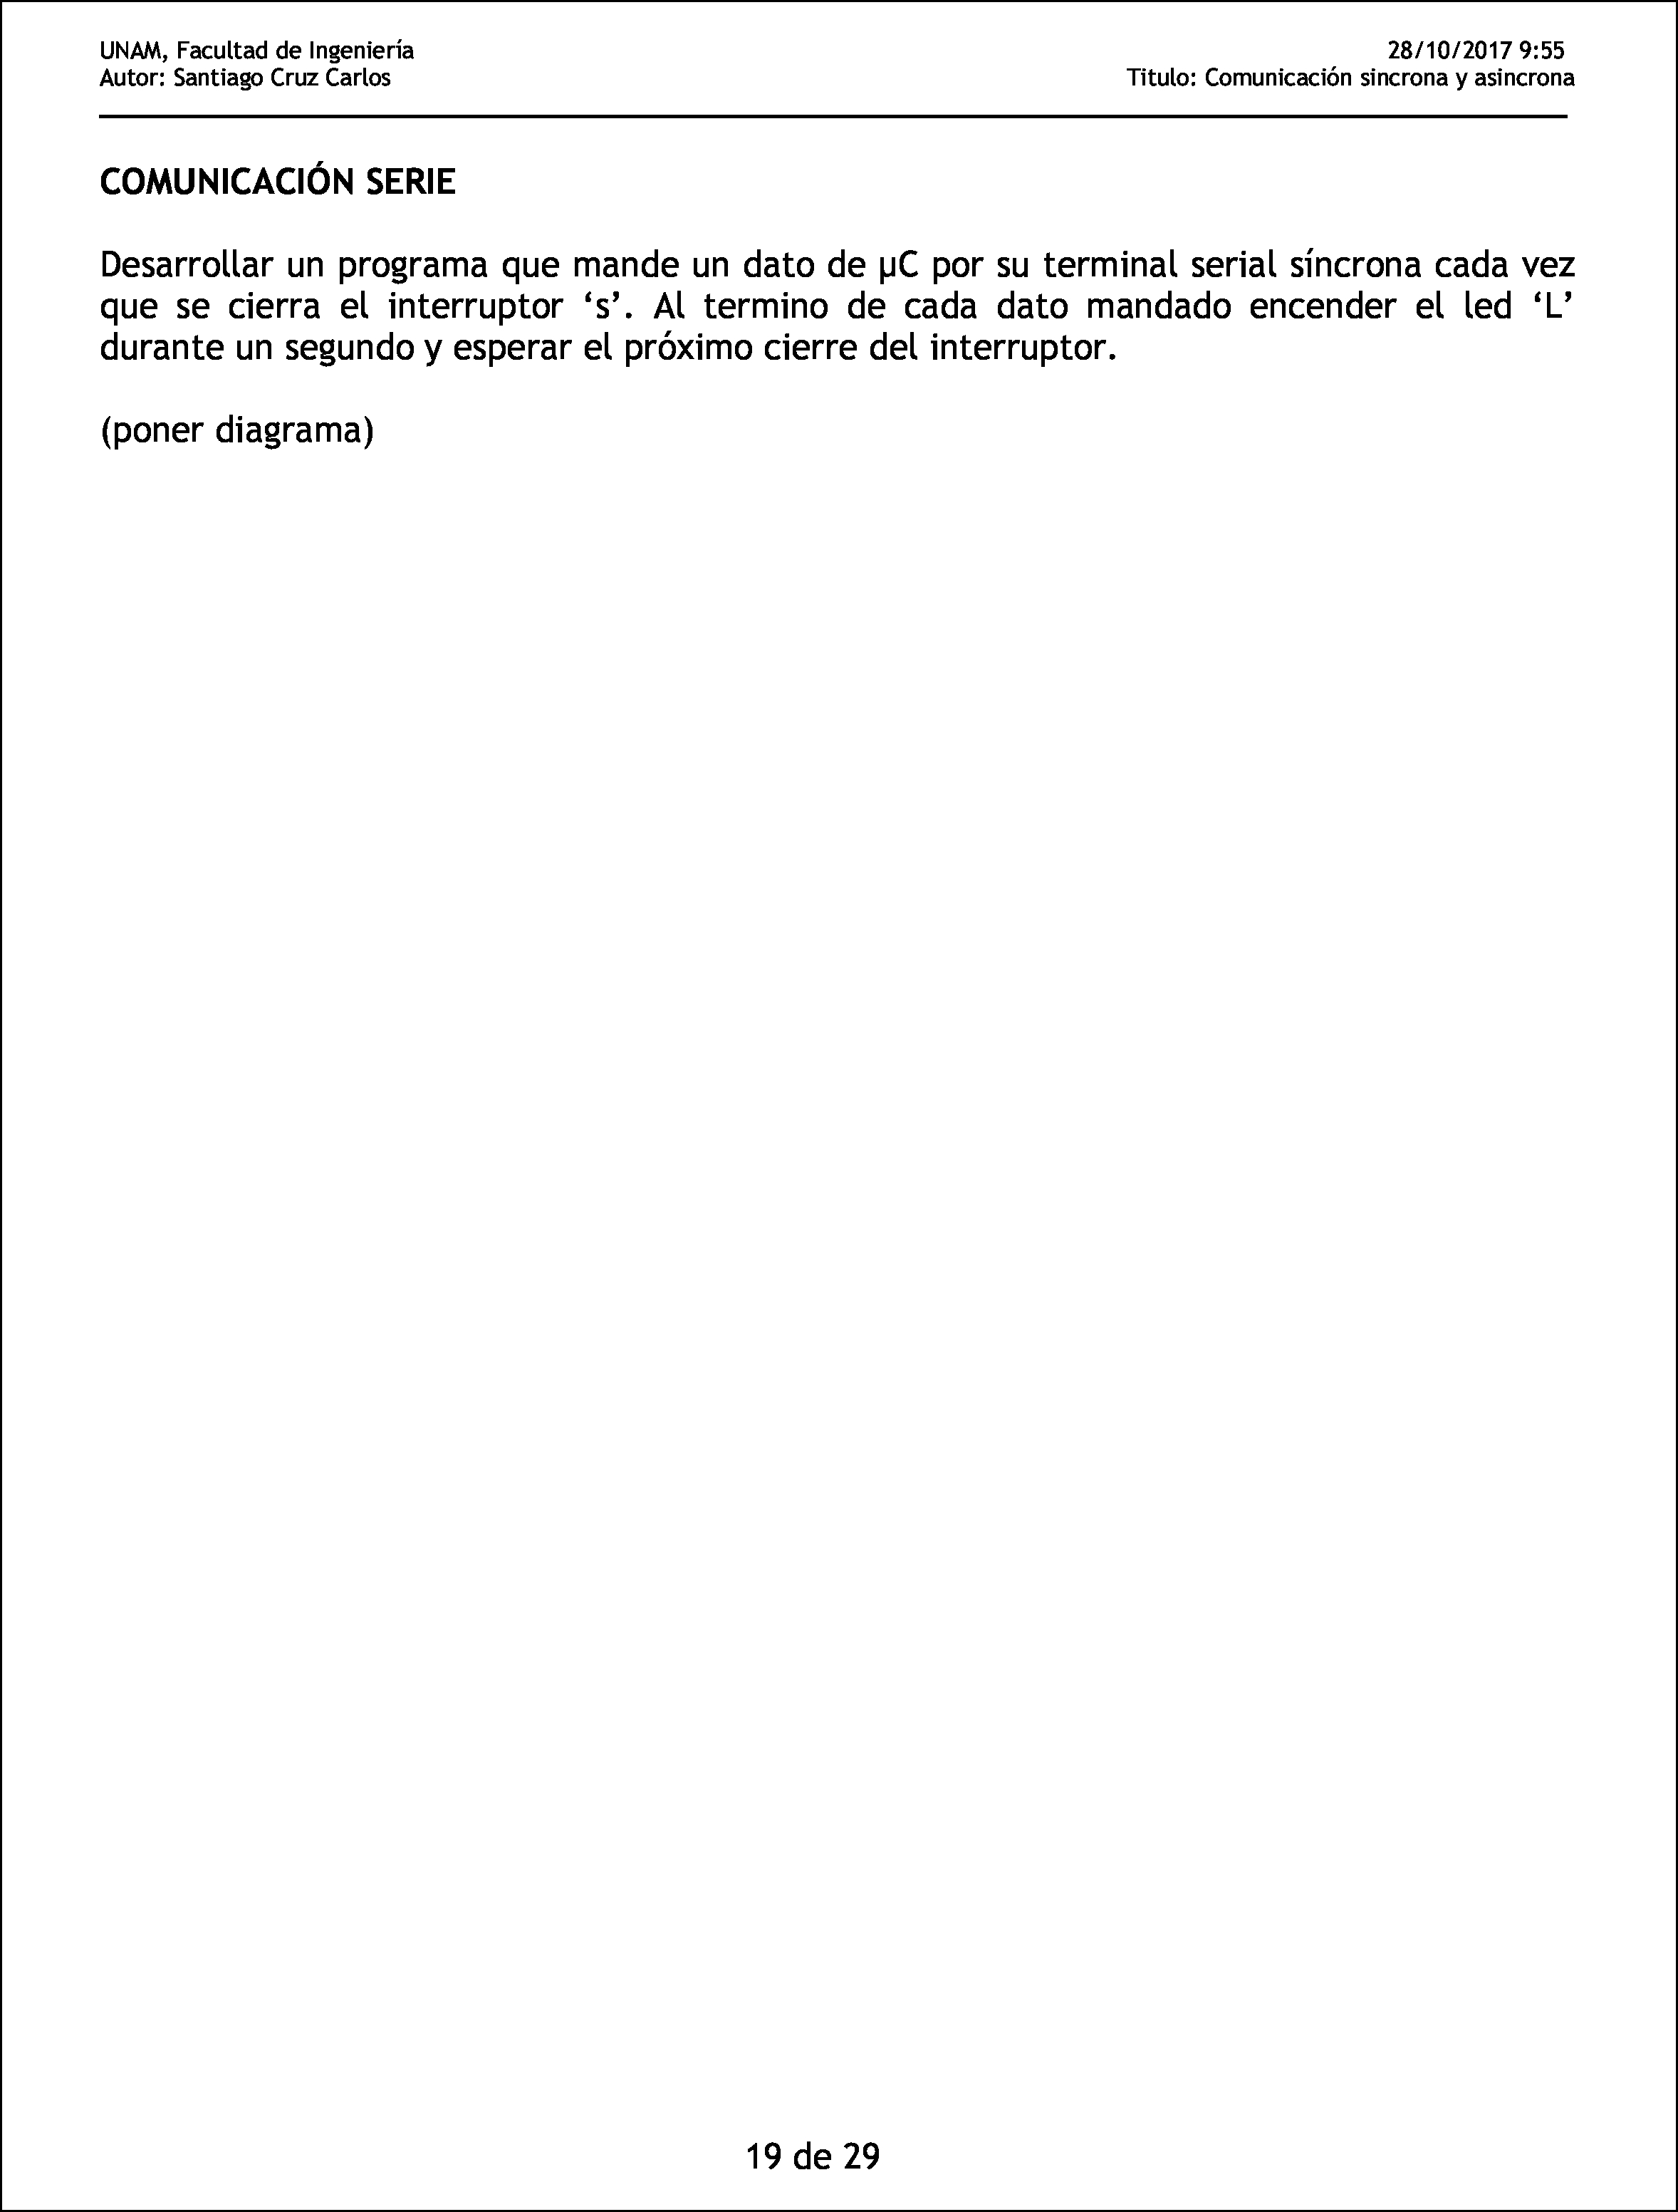 UNAM, Facultad de Ingeniería
28/10/2017 9:55
Autor: Santiago Cruz Carlos
Titulo: Comunicación sincrona y asincrona
COMUNICACIÓN SERIE
Desarrollar un programa que mande un dato de µC por su terminal serial síncrona cada vez
que se cierra el interruptor ‘s’. Al termino de cada dato mandado encender el led ‘L’
durante un segundo y esperar el próximo cierre del interruptor.
(poner diagrama)
19 de 29